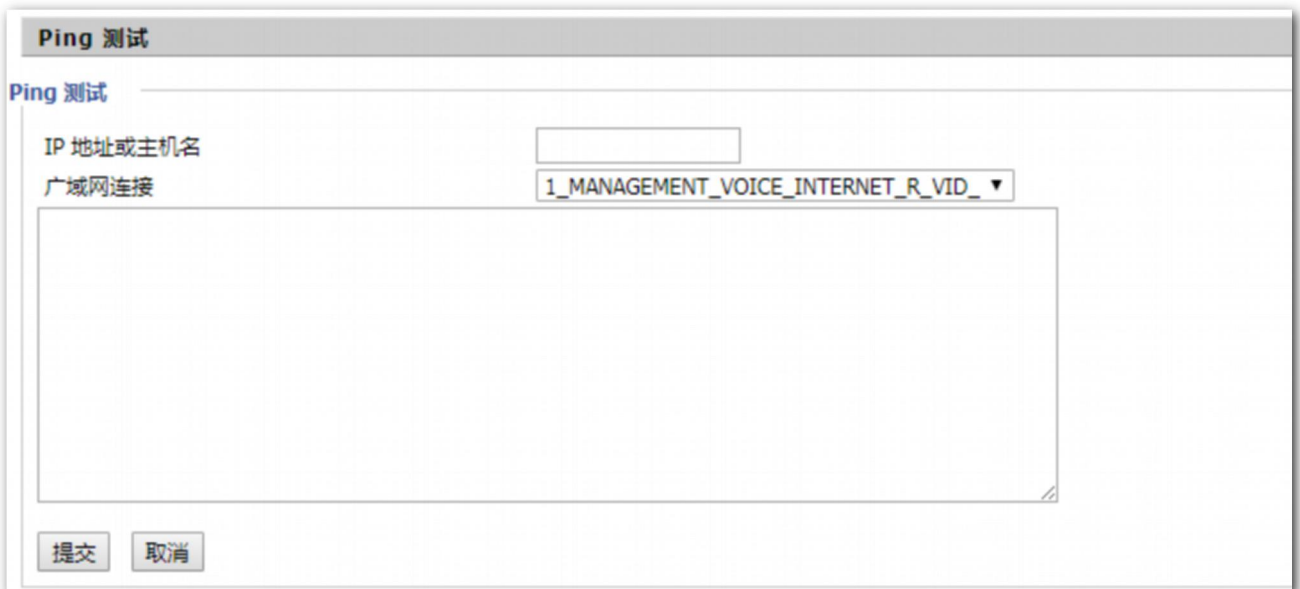 Ping 测试
Ping 测试
IP 地址或主机名
广域网连接 1_MANAGEMENT_VOICE_INTERNET_R_VID_
提交 取消